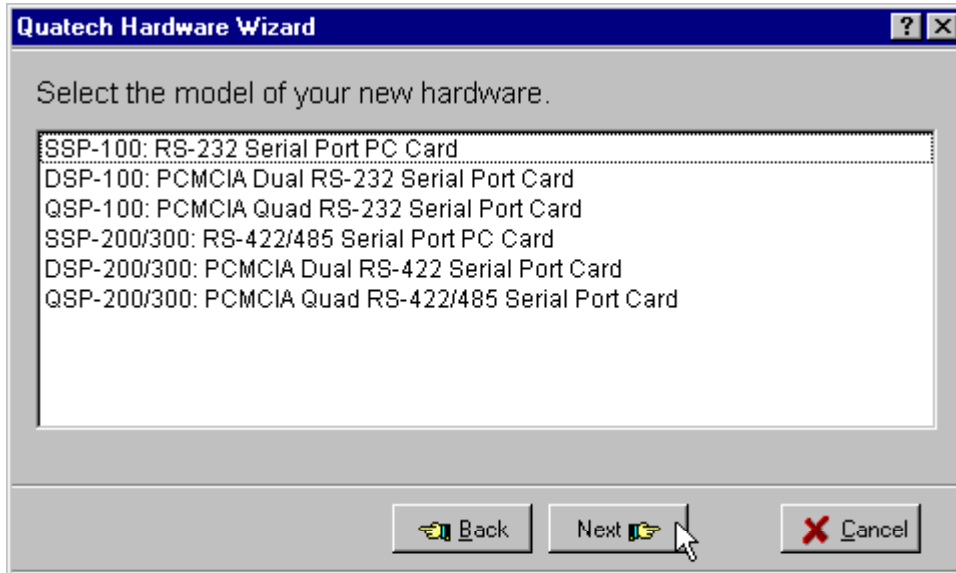 Quatech Hardware Wizard
Select the model of your new hardware.
SSP-100: RS-232 Serial Port PC Card
DSP-100: PCMCIA Dual RS-232 Serial Port Card
QSP-100: PCMCIA Quad RS-232 Serial Port Card
SSP-200/300: RS-422/485 Serial Port PC Card
DSP-200/300: PCMCIA Dual RS-422 Serial Port Card
QSP-200/300: PCMCIA Quad RS-422/485 Serial Port Card
Back Next Cancel